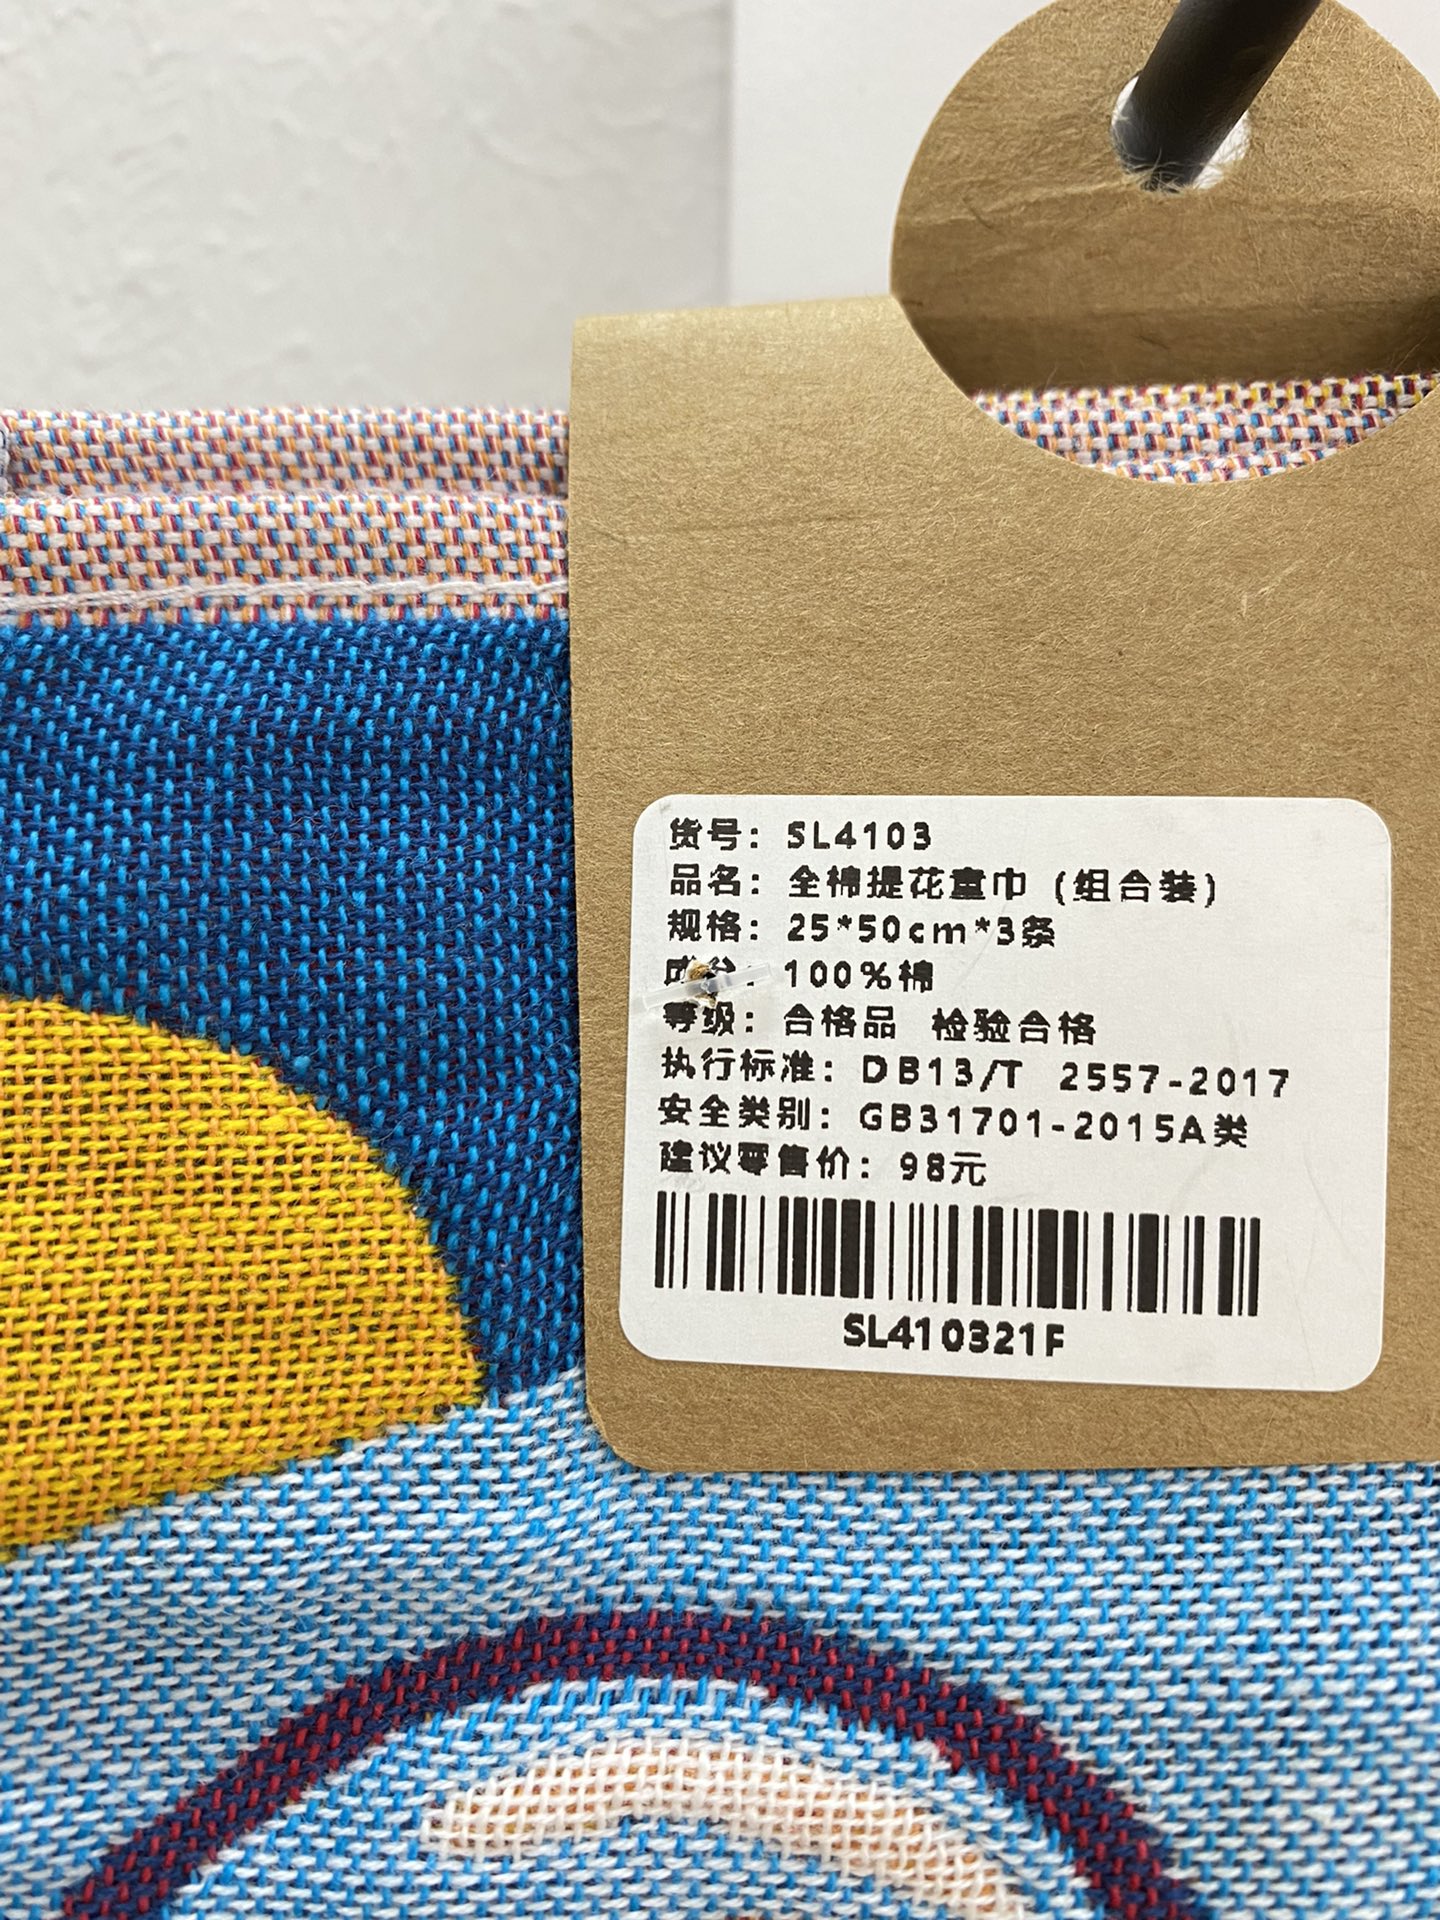 货号：SL4103
品名：全棉提花童巾（组合装）
规格：25*50cm*3条
成分：100%棉
等级：合格品 检验合格
执行标准：DB13/T 2557-2017
安全类别：GB31701-2015A类
建议零售价：98元
SL410321F